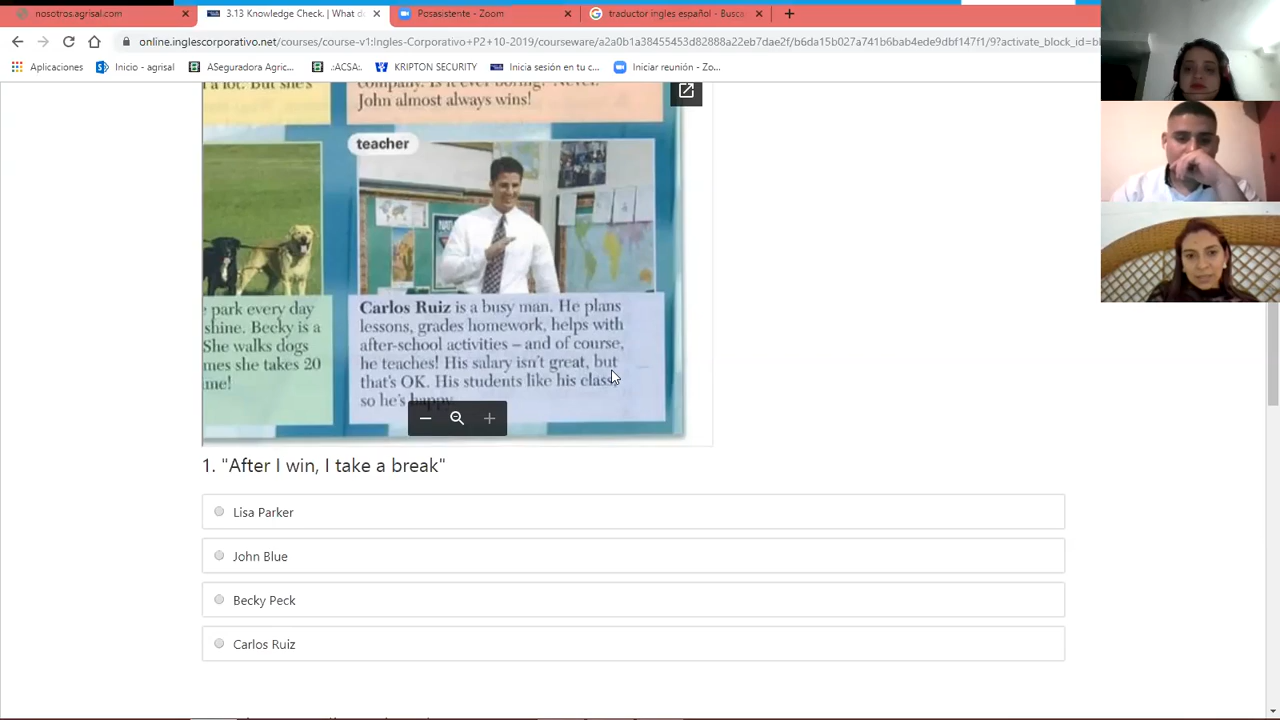 nosotros.agrisal.com
3.13 Knowledge Check. | What d
Posasistente - Zoom
traductor ingles español - Busca
online.inglescorporativo.net/courses/course-v1:Inglek-Corporativo+P2+10-2019/courseware/a2a0b1a38455453d82888a22eb7dae2f/b6da15b027a741b6bab4ede9dbf147f1/9?activate_block_id=bl
Aplicaciones
Inicio - agrisal
ASeguradora Agric...
.:ACSA:.
KRIPTON SECURITY
Inicia sesión en tu c...
Iniciar reunión - Zo...
a lot. But she's
company. Is it ever boring? Never!
John almost always wins!
teacher
park every day
shine. Becky is a
She walks dogs
mes she takes 20
me!
Carlos Ruiz is a busy man. He plans
lessons, grades homework, helps with
after-school activities – and of course,
he teaches! His salary isn't great, but
that's OK. His students like his class,
so he's happy.
1. "After I win, I take a break"
Lisa Parker
John Blue
Becky Peck
Carlos Ruiz